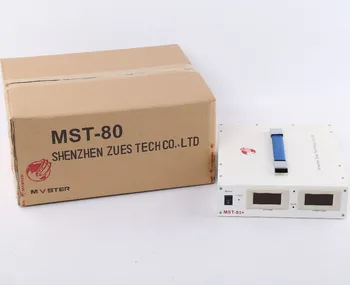 MST-80
SHENZHEN ZUES TECH CO., LTD
MVSTER
MST-80+